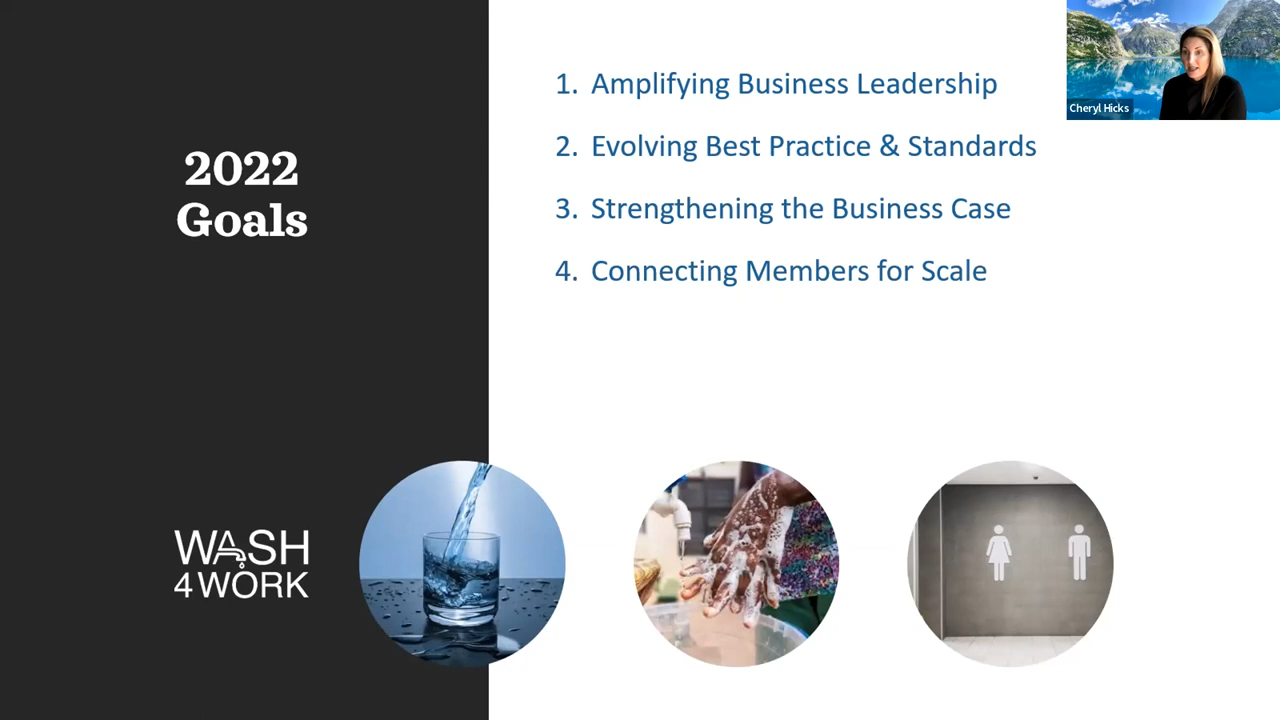 2022
Goals
1. Amplifying Business Leadership
2. Evolving Best Practice & Standards
3. Strengthening the Business Case
4. Connecting Members for Scale
Cheryl Hicks
WASH
4WORK